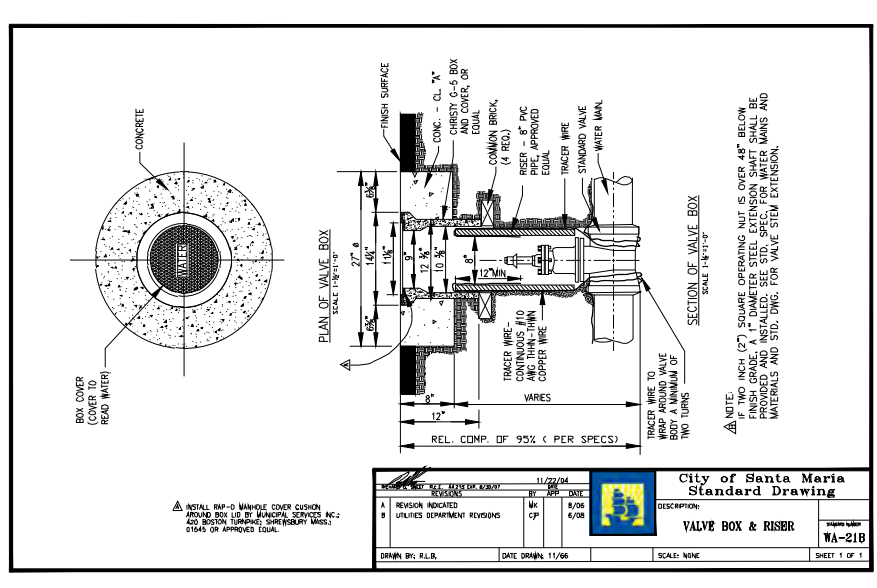 CONCRETE
WATER
BOX COVER
(COVER TO
READ WATER)
PLAN OF VALVE BOX
SCALE 1-½"=1'-0"
FINISH SURFACE
CONC. - CL. "A"
CHRISTY G-5 BOX
AND COVER, OR
EQUAL
COMMON BRICK,
(4 REQ.)
RISER - 8" PVC
PIPE, APPROVED
EQUAL
TRACER WIRE
STANDARD VALVE
WATER MAIN.
27" Ø
14⅛"
9"
8"
12"MIN
TRACER WIRE-
CONTINUOUS #10
AWG THHN-THWN
COPPER WIRE
8"
VARIES
12"
REL. COMP. OF 95% ( PER SPECS)
TRACER WIRE TO
WRAP AROUND VALVE
BODY A MINIMUM OF
TWO TURNS
SECTION OF VALVE BOX
SCALE 1-½"=1'-0"
NOTE:
IF TWO INCH (2") SQUARE OPERATING NUT IS OVER 48" BELOW
FINISH GRADE, A 1" DIAMETER STEEL EXTENSION SHAFT SHALL BE
PROVIDED AND INSTALLED. SEE STD. SPEC. FOR WATER MAINS AND
MATERIALS AND STD. DWG. FOR VALVE STEM EXTENSION.
INSTALL RAP-O MANHOLE COVER CUSHON
AROUND BOX LID BY MUNICIPAL SERVICES INC.;
420 BOSTON TURNPIKE; SHREWSBURY MASS.;
01545 OR APPROVED EQUAL.
11/22/04
DATE
REVISIONS BY APP DATE
A REVISION INDICATED MK 8/06
B UTILITIES DEPARTMENT REVISIONS CJP 6/08
DRAWN BY: R.L.B. DATE DRAWN: 11/66
City of Santa Maria
Standard Drawing
DESCRIPTION:
VALVE BOX & RISER
STANDARD NUMBER
WA-21B
SCALE: NONE
SHEET 1 OF 1